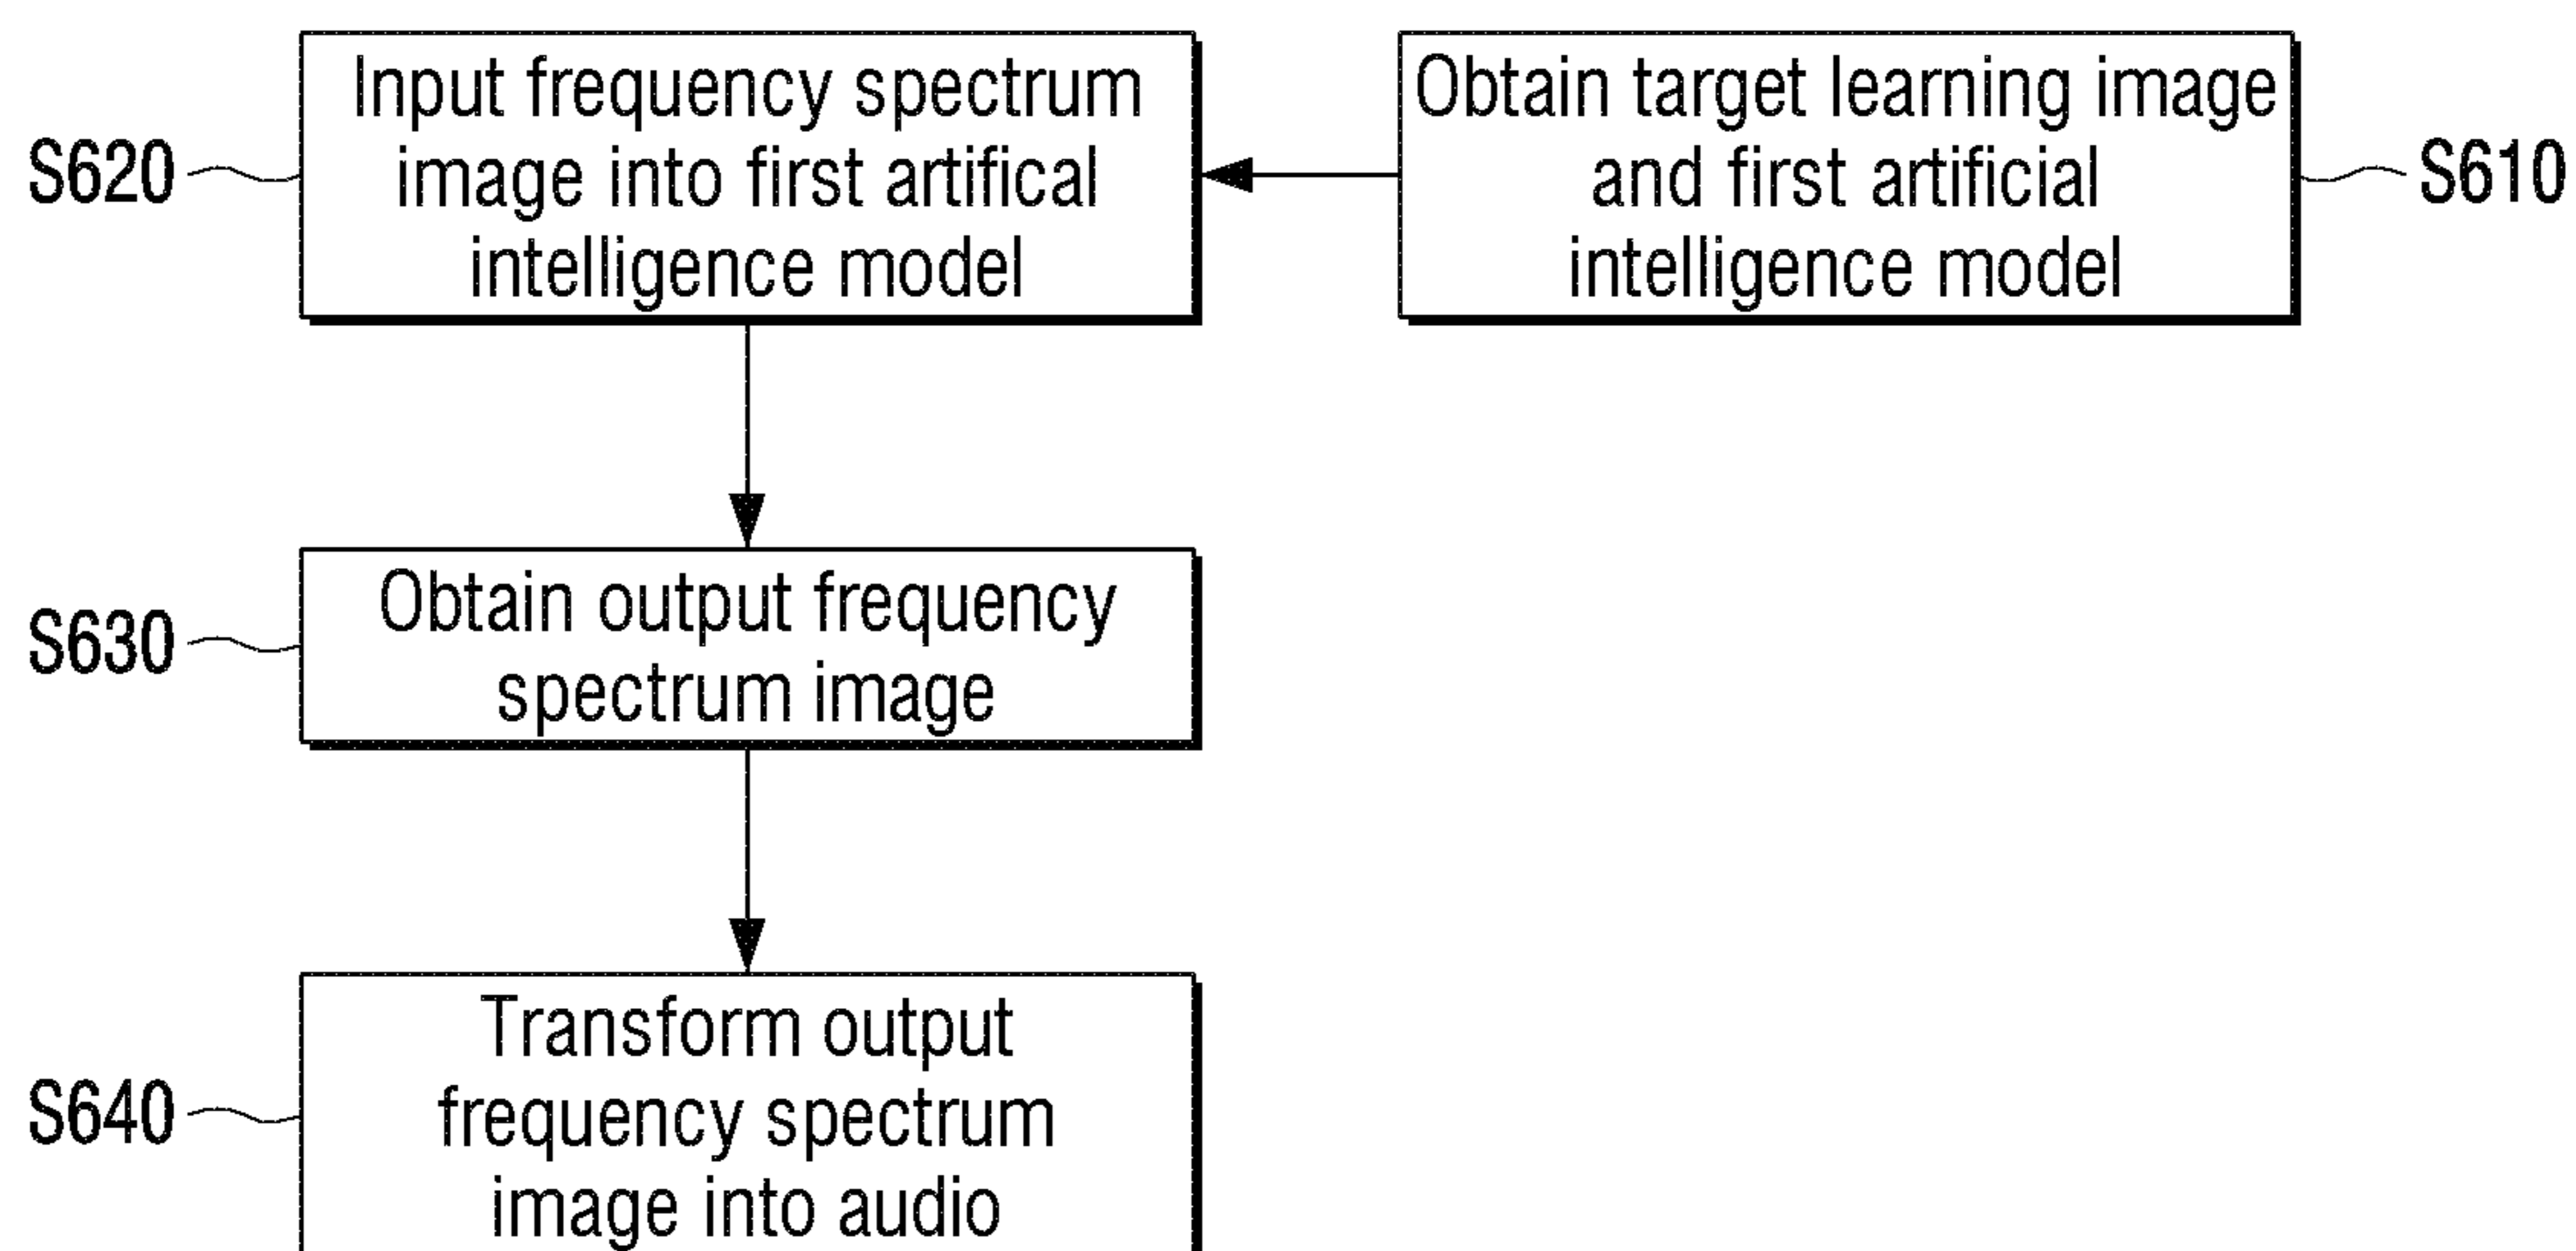 S620
Input frequency spectrum
image into first artifical
intelligence model
Obtain target learning image
and first artificial
intelligence model
S610
S630
Obtain output frequency
spectrum image
S640
Transform output
frequency spectrum
image into audio